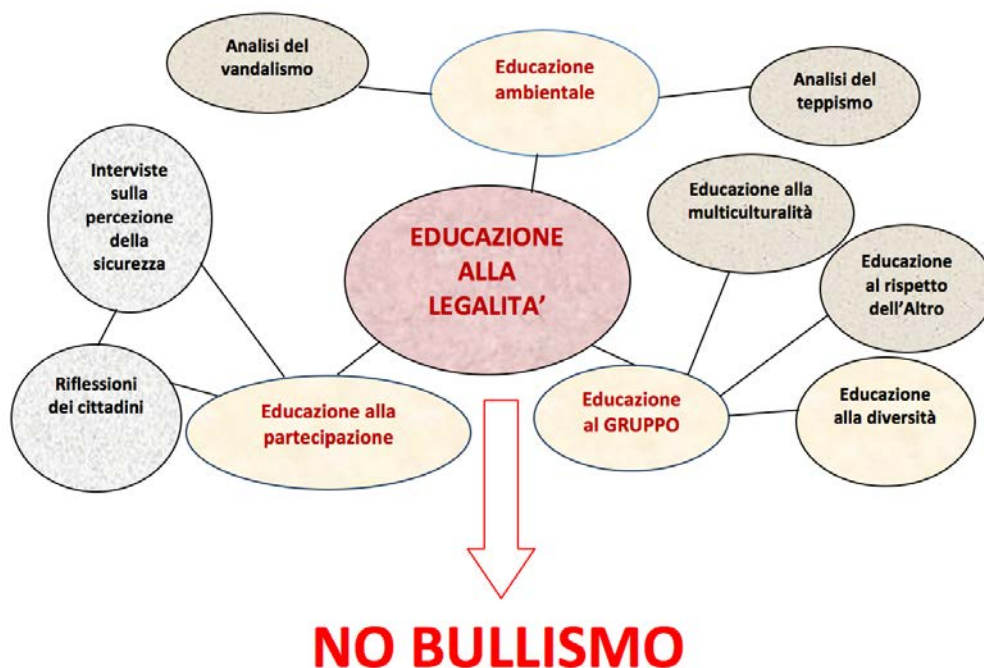 Analisi del
vandalismo
Educazione
ambientale
Analisi del
teppismo
Interviste
sulla
percezione
della
sicurezza
Educazione alla
multiculturalità
EDUCAZIONE
ALLA
LEGALITA’
Educazione
al rispetto
dell’Altro
Riflessioni
dei cittadini
Educazione alla
partecipazione
Educazione
al GRUPPO
Educazione
alla diversità
NO BULLISMO